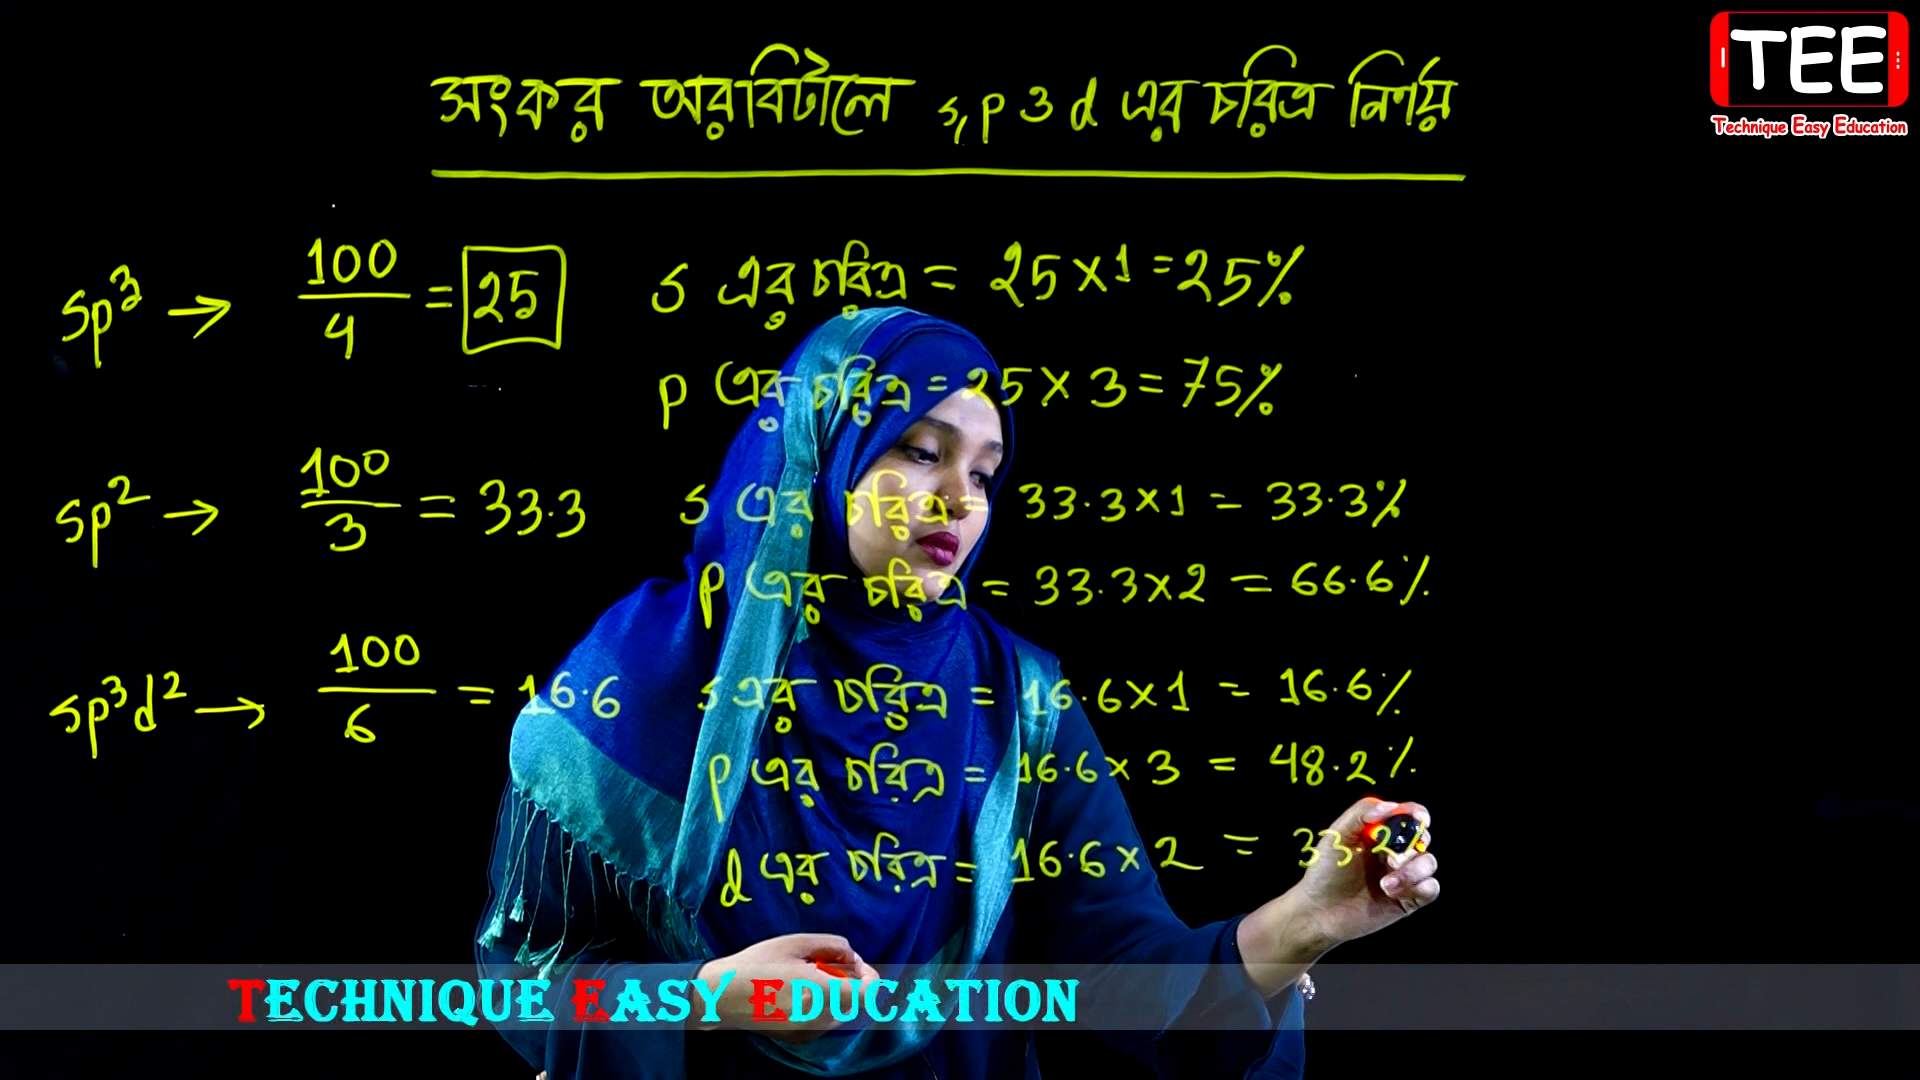 TEE
Technique Easy Education
সংকর অরবিটালে s, p ও d এর চরিত্র নির্ণয়
sp³ → 100/4 = 25
s এর চরিত্র = 25×1 = 25%
p এর চরিত্র = 25×3 = 75%
sp² → 100/3 = 33.3
s এর চরিত্র = 33.3×1 = 33.3%
p এর চরিত্র = 33.3×2 = 66.6%
sp³d² → 100/6 = 16.6
s এর চরিত্র = 16.6×1 = 16.6%
p এর চরিত্র = 16.6×3 = 48.2%
d এর চরিত্র = 16.6×2 = 33.2%
TECHNIQUE EASY EDUCATION